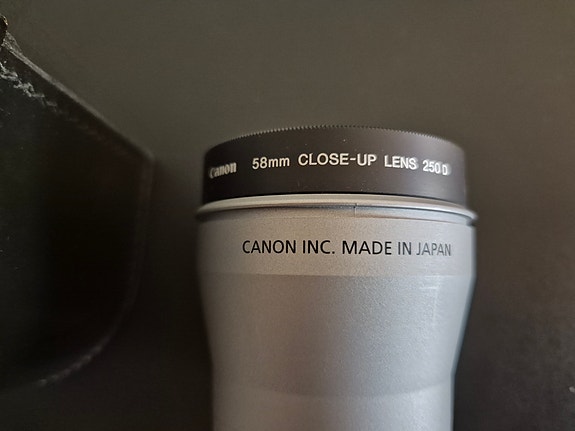 Canon 58mm CLOSE-UP LENS 250D
CANON INC. MADE IN JAPAN